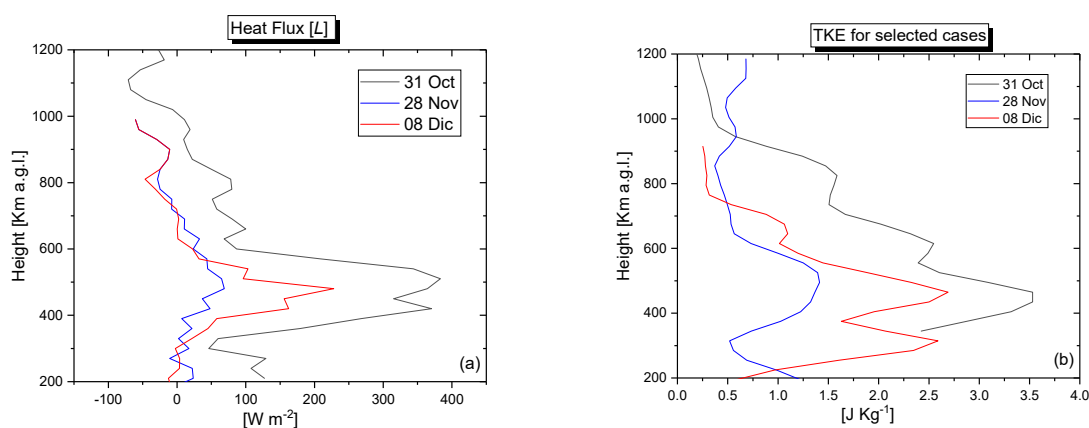 Heat Flux [L]
1200
1000
800
600
400
200
Height [Km a.g.l.]
31 Oct
28 Nov
08 Dic
(a)
-100 0 100 200 300 400
[W m-2]
TKE for selected cases
1200
1000
800
600
400
200
Height [Km a.g.l.]
31 Oct
28 Nov
08 Dic
(b)
0.0 0.5 1.0 1.5 2.0 2.5 3.0 3.5 4.0
[J Kg-1]